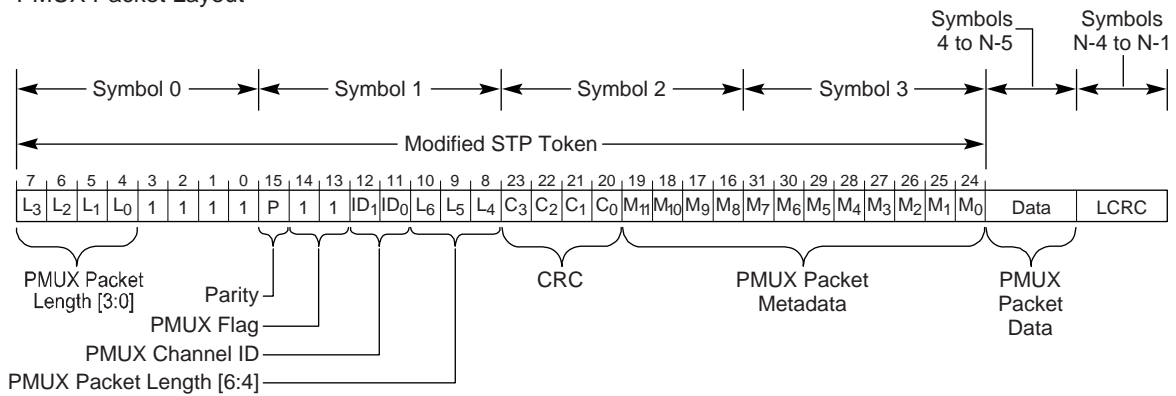 PMUX Packet Layout
Symbols
4 to N-5
Symbols
N-4 to N-1
Symbol 0
Symbol 1
Symbol 2
Symbol 3
Modified STP Token
7 6 5 4 3 2 1 0 15 14 13 12 11 10 9 8 23 22 21 20 19 18 17 16 31 30 29 28 27 26 25 24
L3 L2 L1 L0 1 1 1 1 P 1 1 ID1 ID0 L6 L5 L4 C3 C2 C1 C0 M11 M10 M9 M8 M7 M6 M5 M4 M3 M2 M1 M0 Data LCRC
PMUX Packet
Length [3:0]
Parity
PMUX Flag
PMUX Channel ID
PMUX Packet Length [6:4]
CRC
PMUX Packet
Metadata
PMUX
Packet
Data